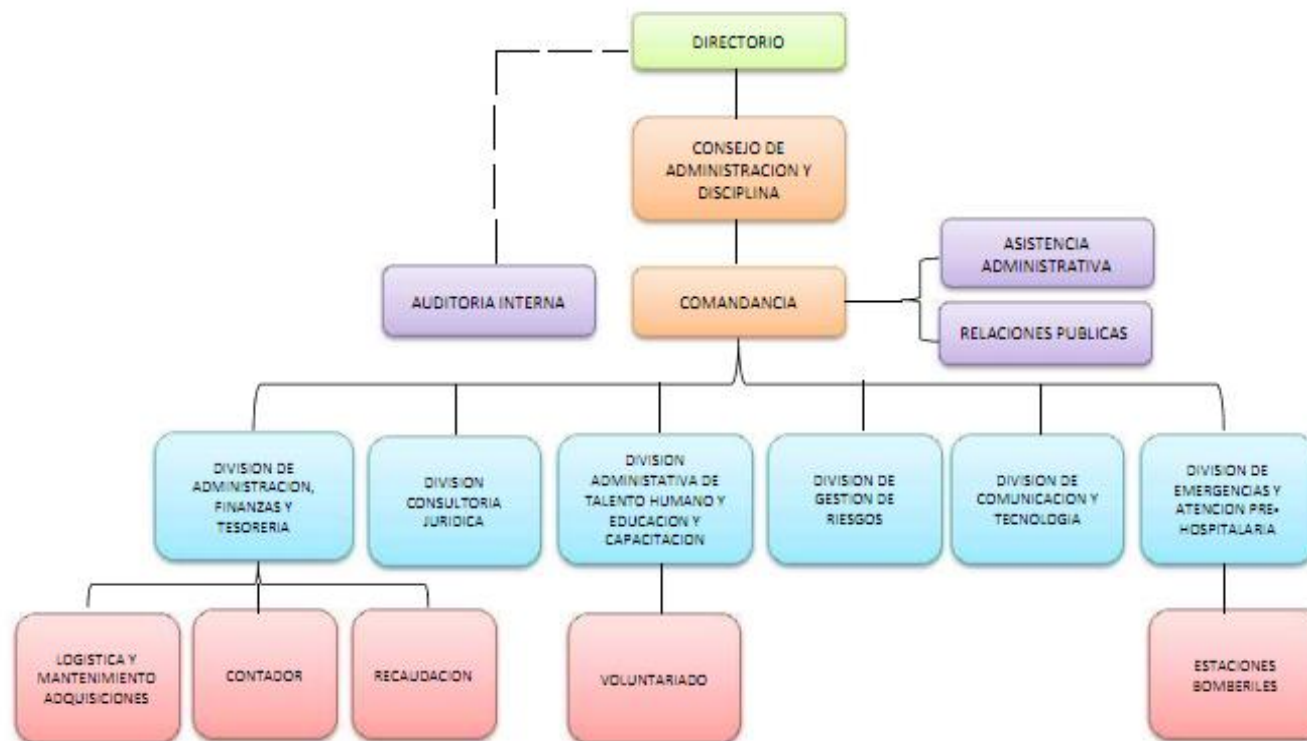 DIRECTORIO
CONSEJO DE
ADMINISTRACION Y
DISCIPLINA
ASISTENCIA
ADMINISTRATIVA
AUDITORIA INTERNA
COMANDANCIA
RELACIONES PUBLICAS
DIVISION DE
ADMINISTRACION,
FINANZAS Y
TESORERIA
DIVISION
CONSULTORIA
JURIDICA
DIVISION
ADMINISTATIVA DE
TALENTO HUMANO Y
EDUCACION Y
CAPACITACION
DIVISION DE
GESTION DE
RIESGOS
DIVISION DE
COMUNICACION Y
TECNOLOGIA
DIVISION DE
EMERGENCIAS Y
ATENCION PRE-
HOSPITALARIA
LOGISTICA Y
MANTENIMIENTO
ADQUISICIONES
CONTADOR
RECAUDACION
VOLUNTARIADO
ESTACIONES
BOMBERILES